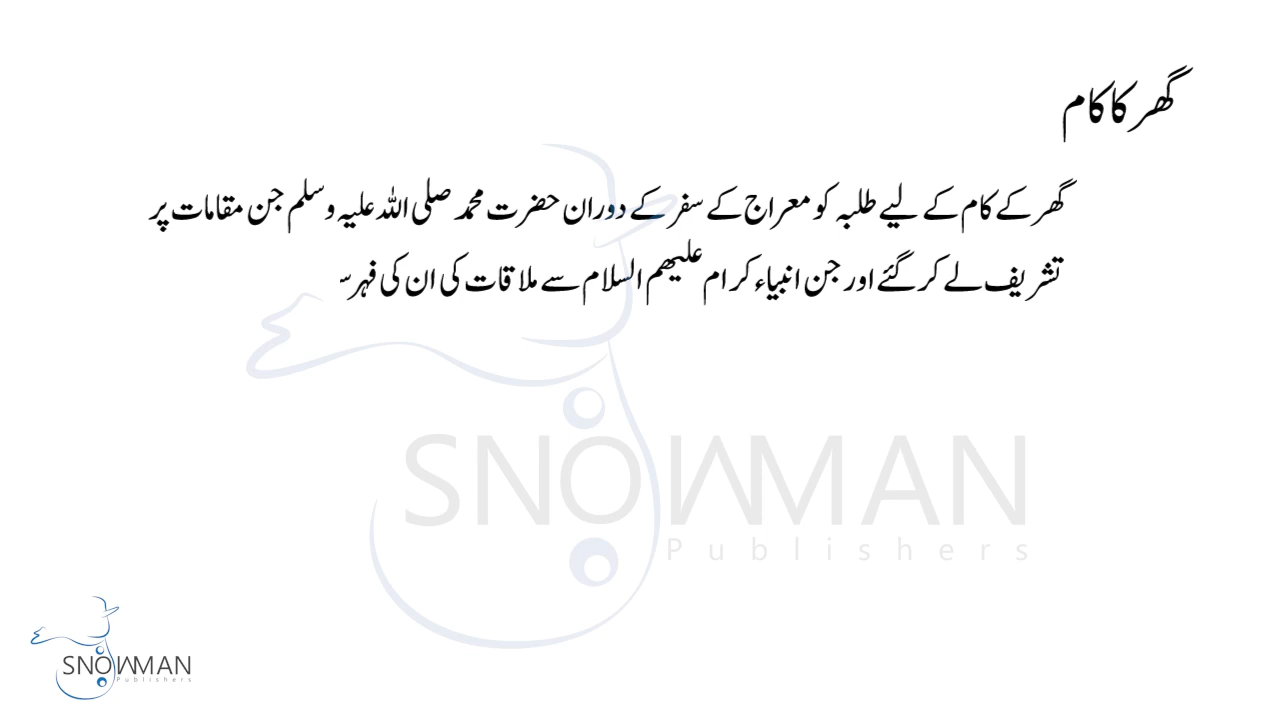 گھر کا کام
گھر کے کام کے لیے طلبہ کو معراج کے سفر کے دوران حضرت محمد صلی اللہ علیہ وسلم جن مقامات پر
تشریف لے کر گئے اور جن انبیاء کرام علیھم السلام سے ملاقات کی ان کی
SNOWMAN
Publishers
SNOWMAN
Publishers